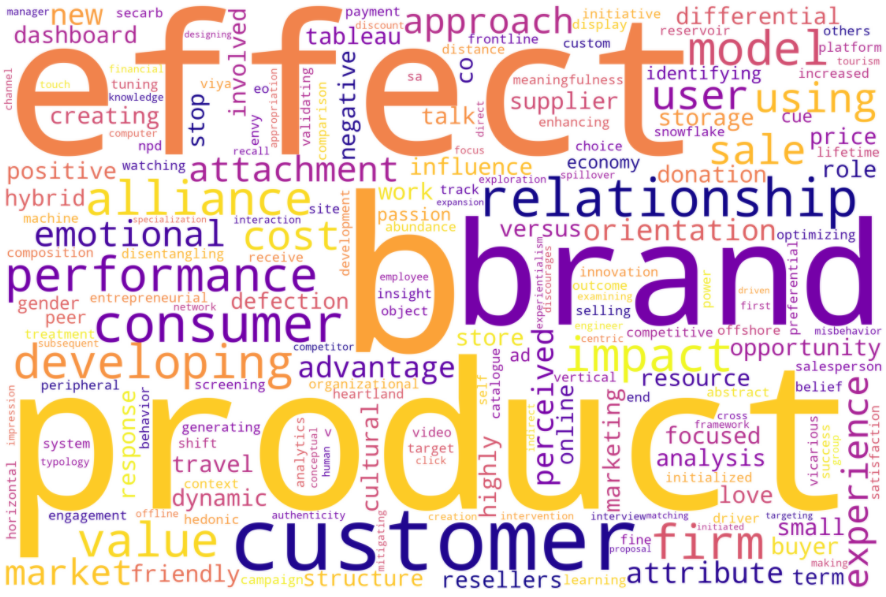 manager
secarb
new
dashboard
channel
touch
financial
tuning
creating
knowledge
computer
npd
watching
designing
viya
stop
involved
eo
envy
recall
appropriation
validating
comparison
discount
payment
tableau
negative
co
distance
approach
frontline
sa
talk
focus
direct
initiative
display
custom
meaningfulness
supplier
enhancing
choice
economy
differential
reservoir
model
identifying
user
storage
snowflake
others
platform
tourism
increased
using
cue
price
sale
lifetime
role
effect
positive
hybrid
attachment
influence
exploration
spillover
expansion
donation
alliance
work
track
relationship
machine
specialization
interaction
site
passion
abundance
versus
orientation
optimizing
emotional
cost
composition
disentangling
receive
development
performance
b
brand
employee
insight
object
experientialism
discourages
innovation
outcome
examining
selling
engineer
centric
power
driven
first
preferential
gender
entrepreneurial
network
defection
peer
consumer
treatment
subsequent
competitor
store
competitive
offshore
misbehavior
developing
advantage
ad
perceived
impact
opportunity
peripheral
screening
organizational
heartland
self
catalogue
vertical
resource
salesperson
belief
online
end
abstract
product
impression
horizontal
system
typology
response
behavior
generating
shift
travel
context
dynamic
analytics
conceptual
human
v
cultural
video
target
click
highly
indirect
marketing
cross
framework
focused
analysis
initialized
love
vicarious
success
group
experience
satisfaction
engagement
offline
hedonic
authenticity
mitigating
creation
intervention
interview
matching
initiated
driver
targeting
small
value
customer
fine
proposal
firm
buyer
making
market
friendly
campaign
structure
resellers
learning
attribute
term